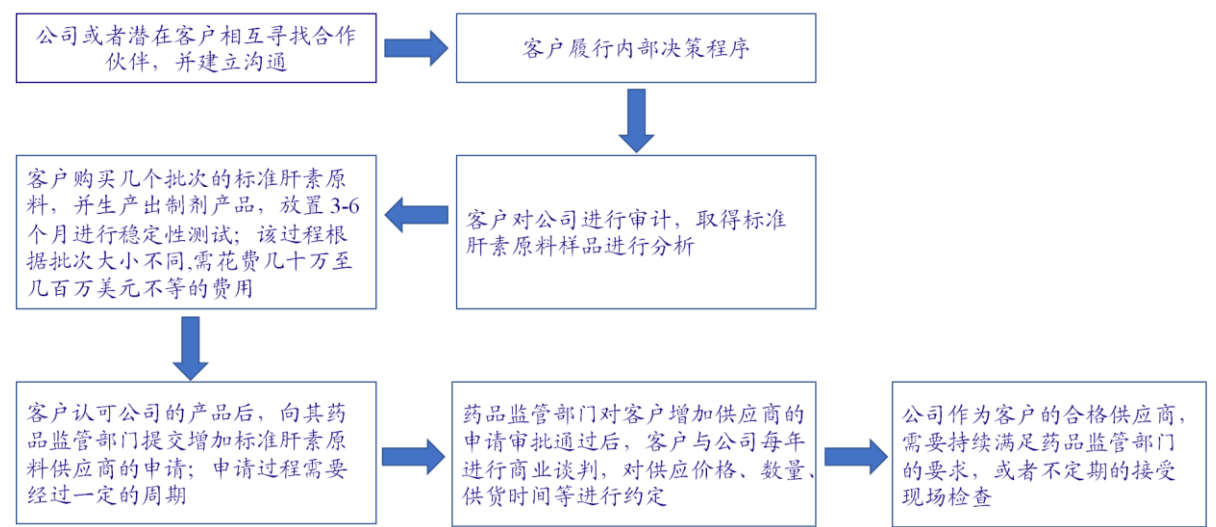 公司或者潜在客户相互寻找合作
伙伴，并建立沟通
客户履行内部决策程序
客户对公司进行审计，取得标准
肝素原料样品进行分析
客户购买几个批次的标准肝素原
料，并生产出制剂产品，放置 3-6
个月进行稳定性测试；该过程根
据批次大小不同,需花费几十万至
几百万美元不等的费用
客户认可公司的产品后，向其药
品监管部门提交增加标准肝素原
料供应商的申请；申请过程需要
经过一定的周期
药品监管部门对客户增加供应商的
申请审批通过后，客户与公司每年
进行商业谈判，对供应价格、数量、
供货时间等进行约定
公司作为客户的合格供应商，
需要持续满足药品监管部门
的要求，或者不定期的接受
现场检查